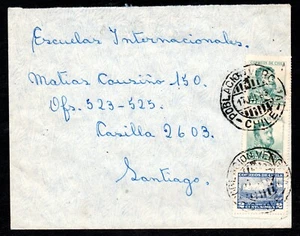 Escuelas Internacionales.
Matias Cousiño 150.
Ofs. 523-525.
Casilla 2603.
Santiago.
CHILE